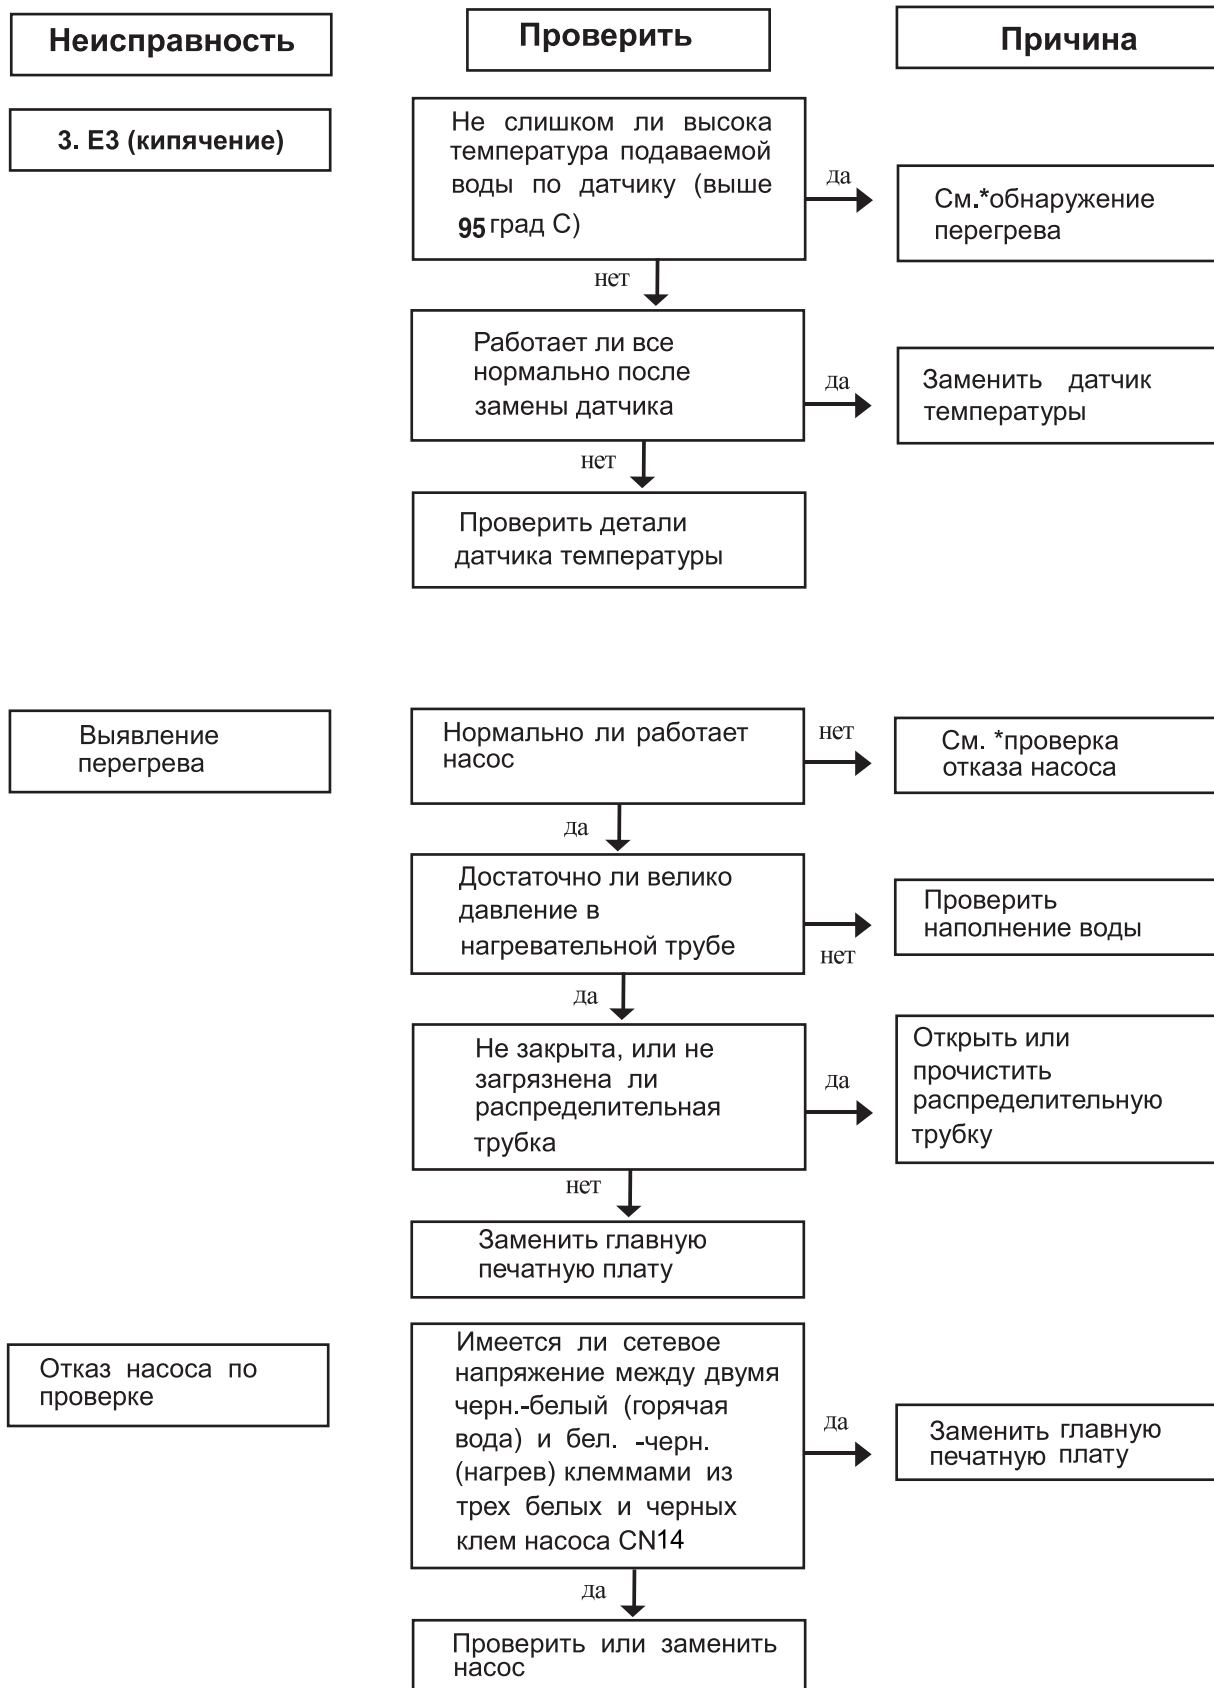 Неисправность
Проверить
Причина
3. Е3 (кипячение)
Не слишком ли высока
температура подаваемой
воды по датчику (выше
95 град С)
да
См.*обнаружение
перегрева
нет
Работает ли все
нормально после
замены датчика
да
Заменить датчик
температуры
нет
Проверить детали
датчика температуры
Выявление
перегрева
Нормально ли работает
насос
нет
См. *проверка
отказа насоса
да
Достаточно ли велико
давление в
нагревательной трубе
нет
Проверить
наполнение воды
да
Не закрыта, или не
загрязнена ли
распределительная
трубка
да
Открыть или
прочистить
распределительную
трубку
нет
Заменить главную
печатную плату
Отказ насоса по
проверке
Имеется ли сетевое
напряжение между двумя
черн.-белый (горячая
вода) и бел. -черн.
(нагрев) клеммами из
трех белых и черных
клем насоса CN14
да
Заменить главную
печатную плату
да
Проверить или заменить
насос